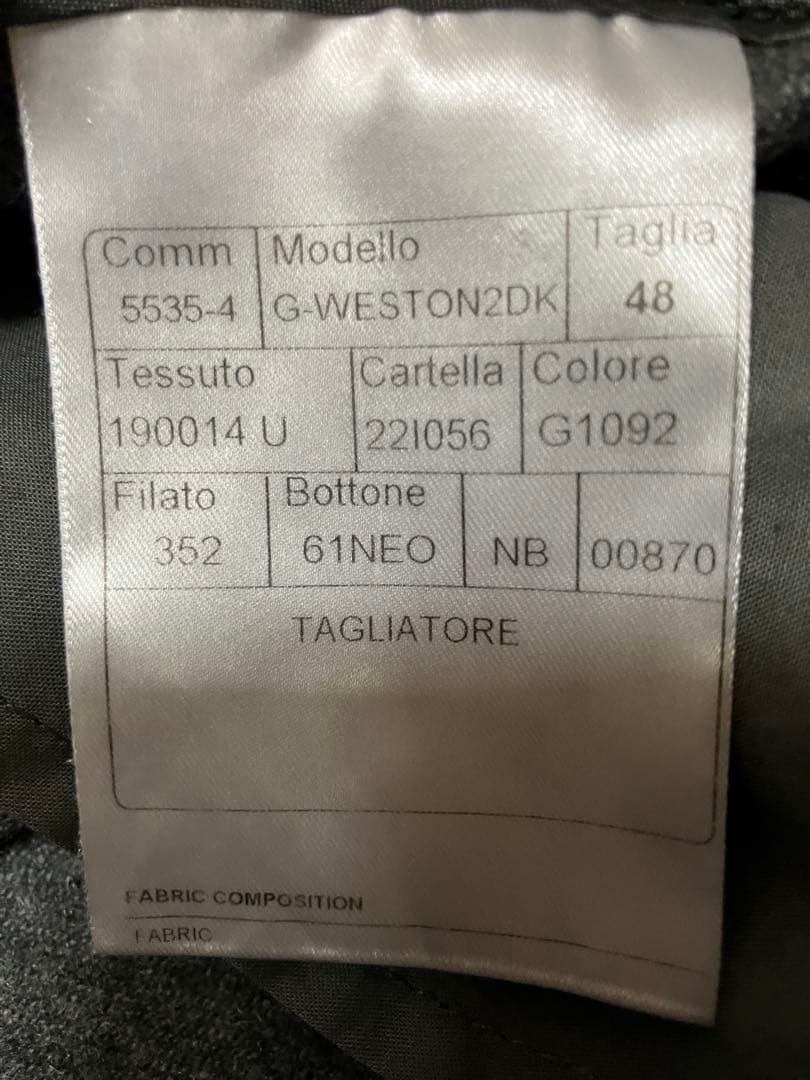 Comm Modello Taglia
5535-4 G-WESTON2DK 48
Tessuto Cartella Colore
190014 U 22I056 G1092
Filato Bottone
352 61NEO NB 00870
TAGLIATORE
FABRIC COMPOSITION
FABRIC